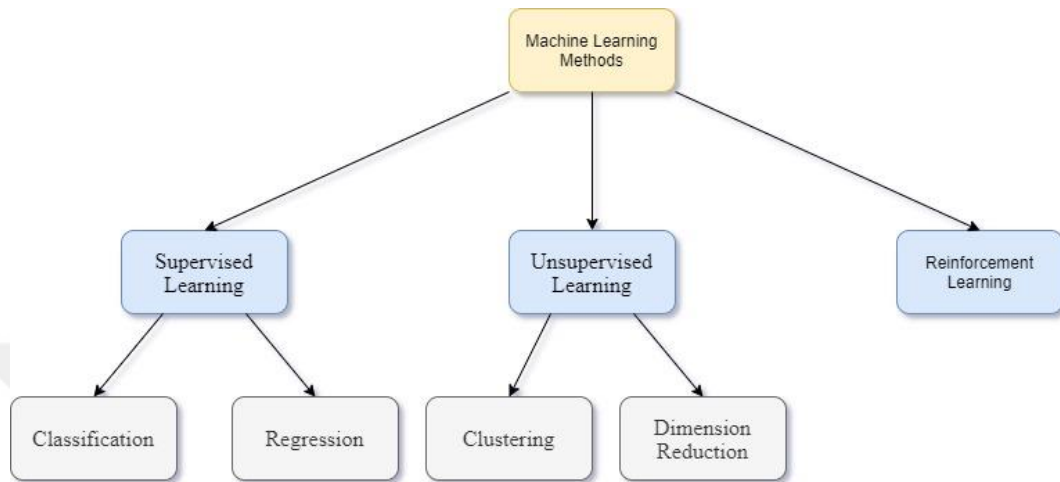 Machine Learning
Methods
Supervised
Learning
Unsupervised
Learning
Reinforcement
Learning
Classification
Regression
Clustering
Dimension
Reduction